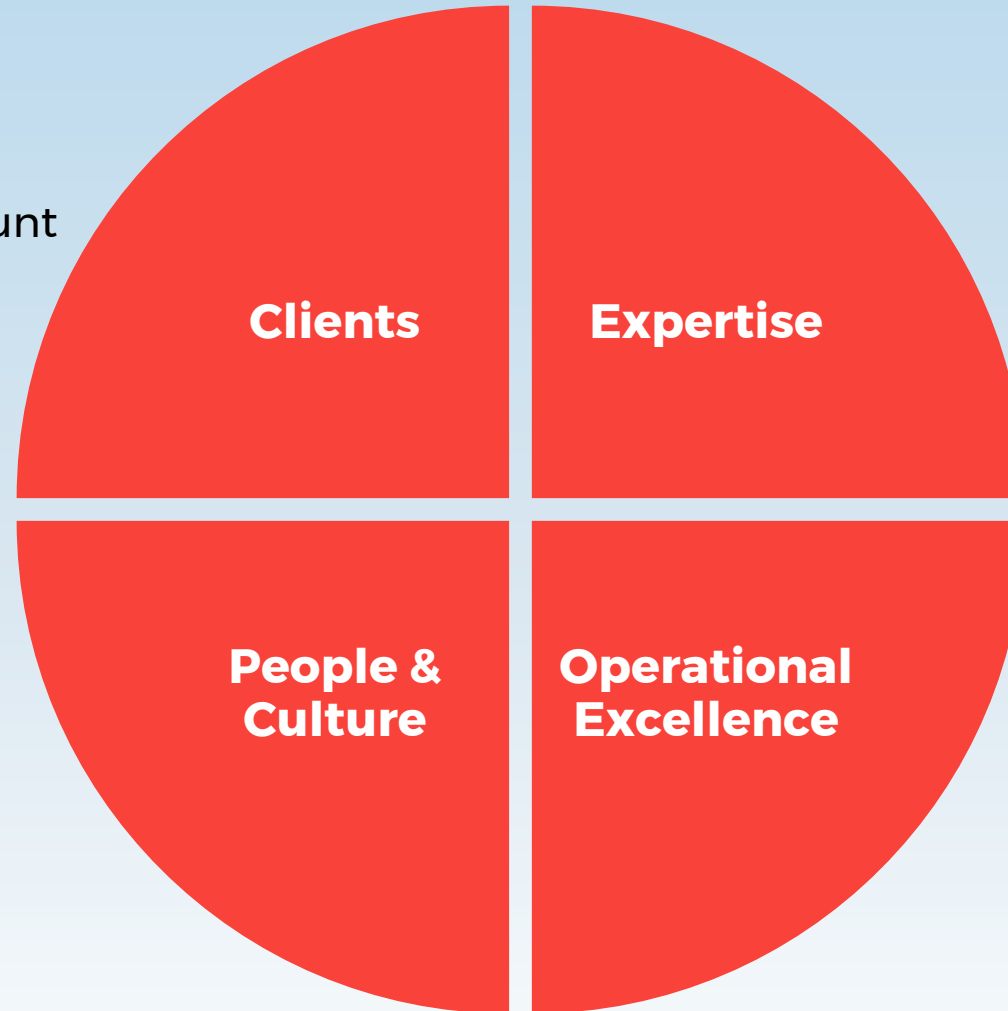 unt
Clients
Expertise
People &
Culture
Operational
Excellence